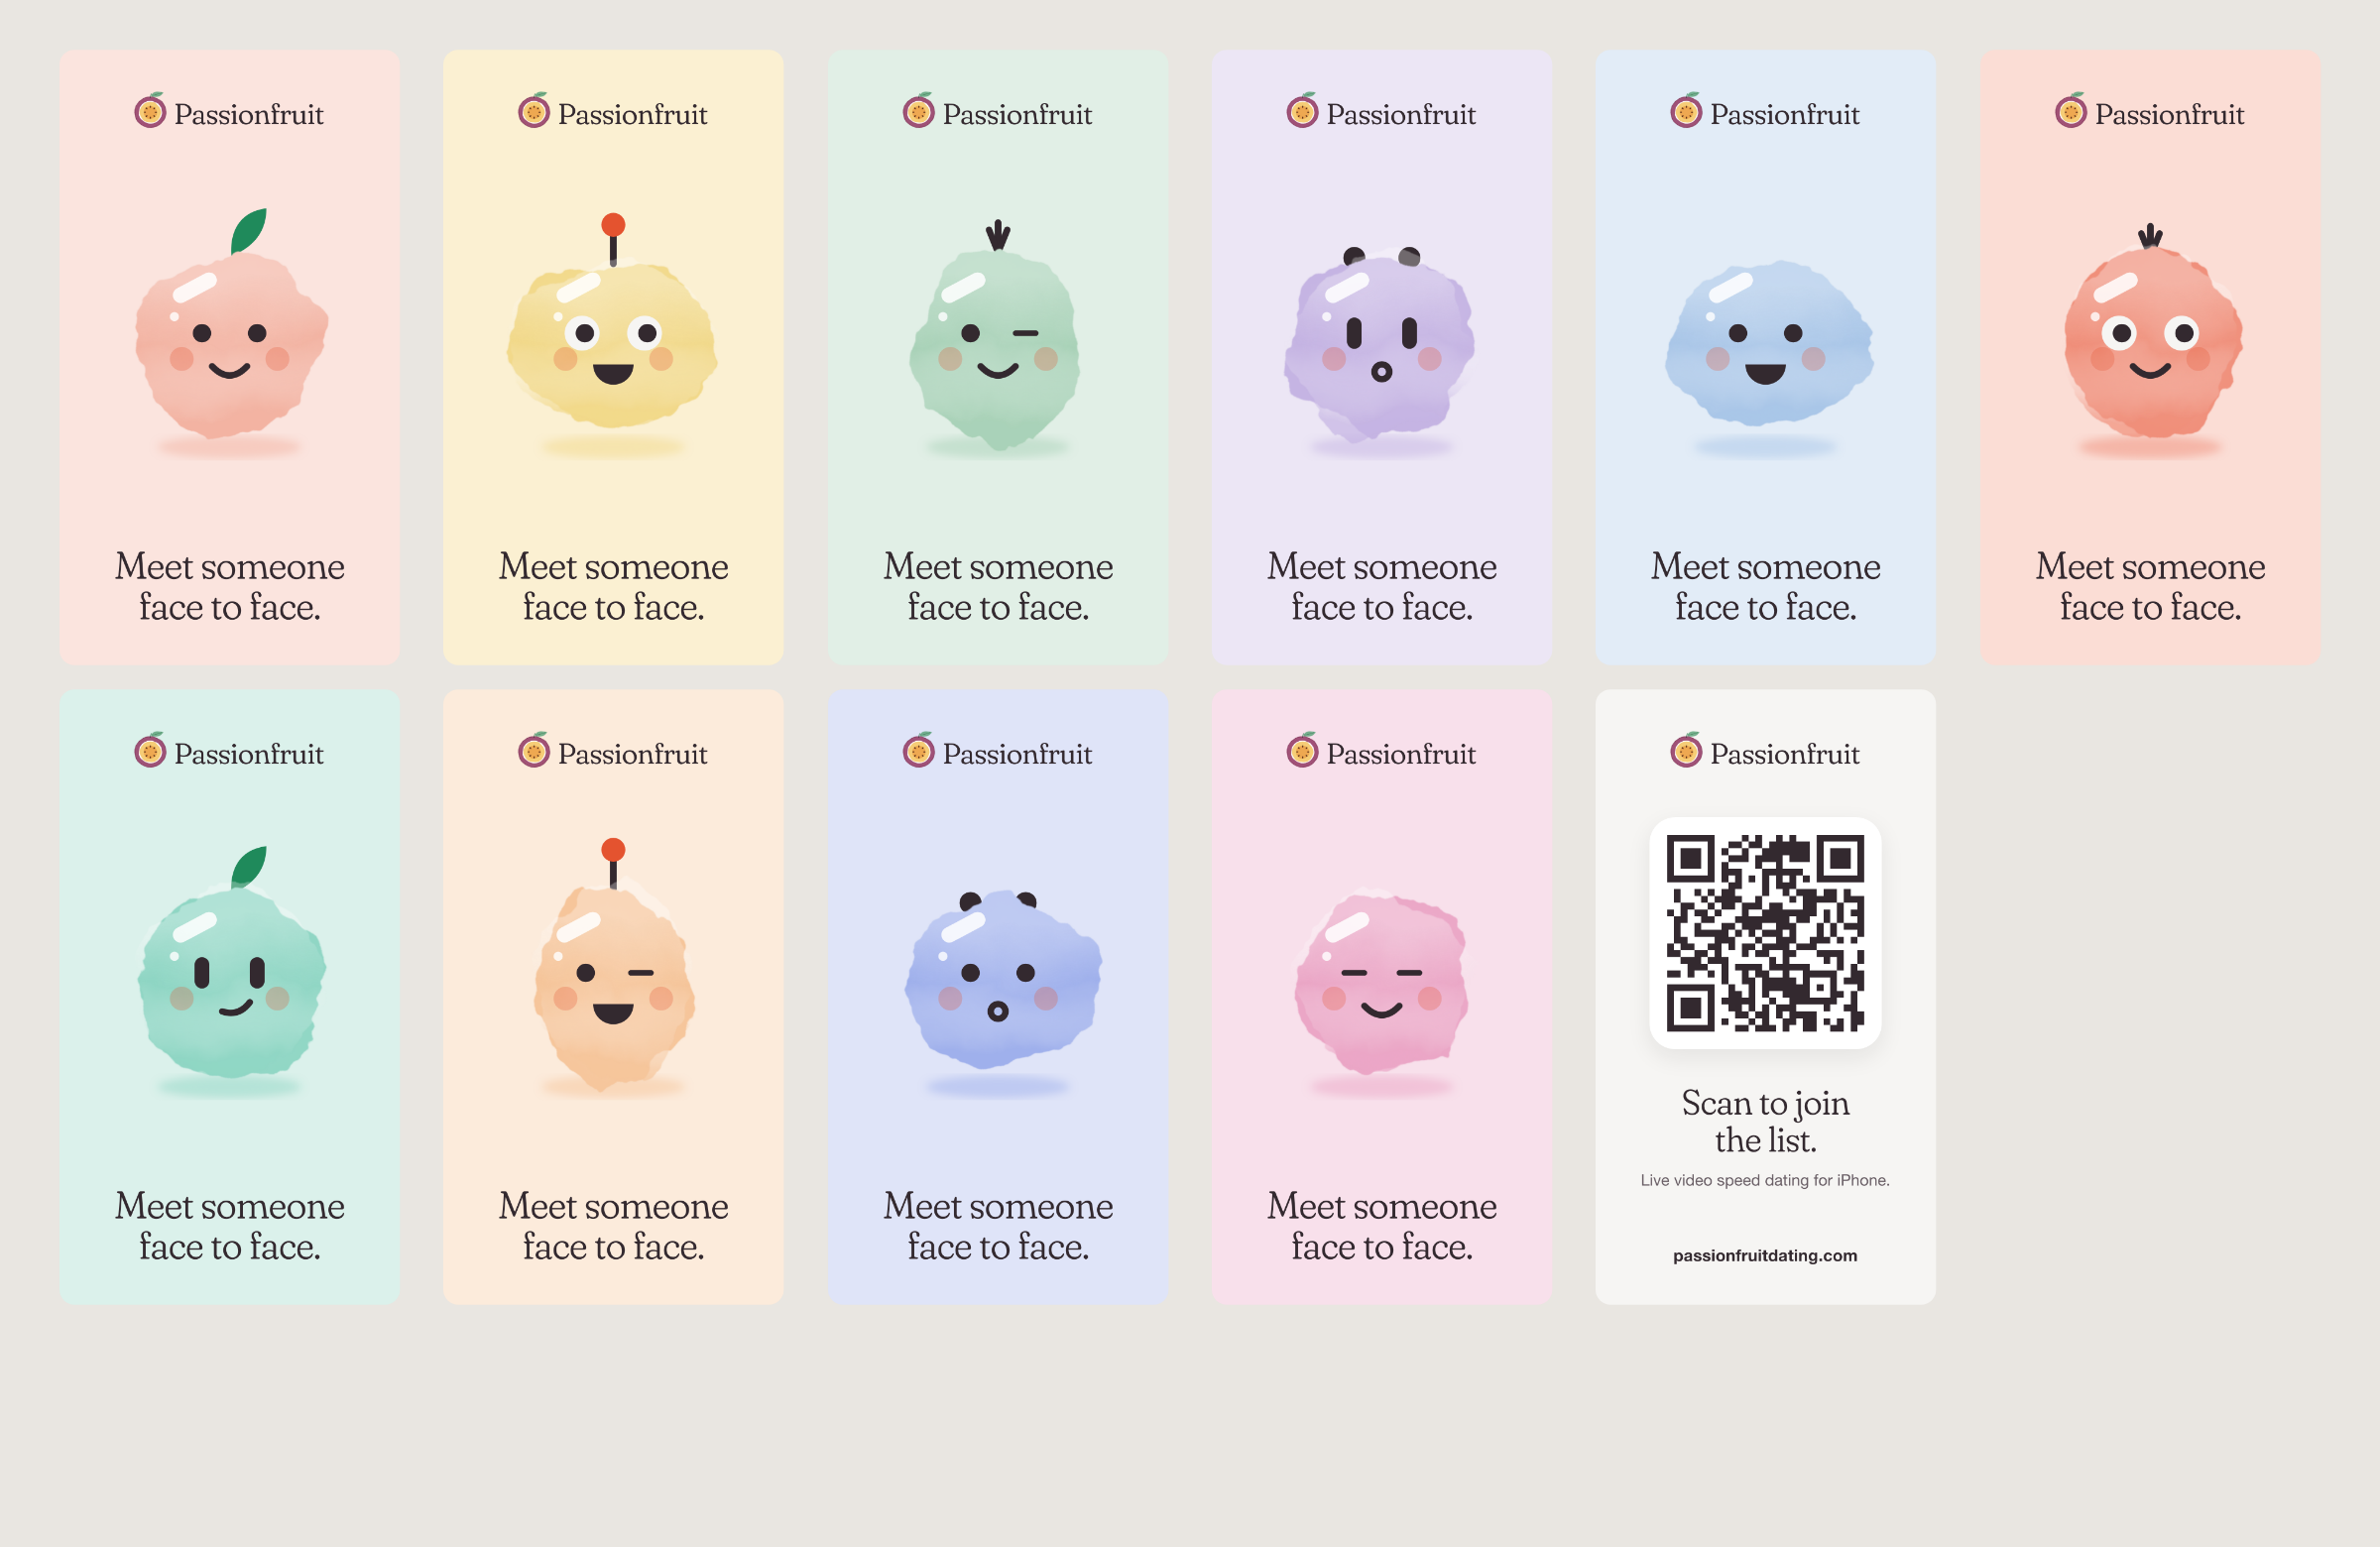 Passionfruit
Meet someone
face to face.
Passionfruit
Meet someone
face to face.
Passionfruit
Meet someone
face to face.
Passionfruit
Meet someone
face to face.
Passionfruit
Meet someone
face to face.
Passionfruit
Meet someone
face to face.
Passionfruit
Meet someone
face to face.
Passionfruit
Meet someone
face to face.
Passionfruit
Meet someone
face to face.
Passionfruit
Meet someone
face to face.
Passionfruit
Scan to join
the list.
Live video speed dating for iPhone.
passionfruitdating.com